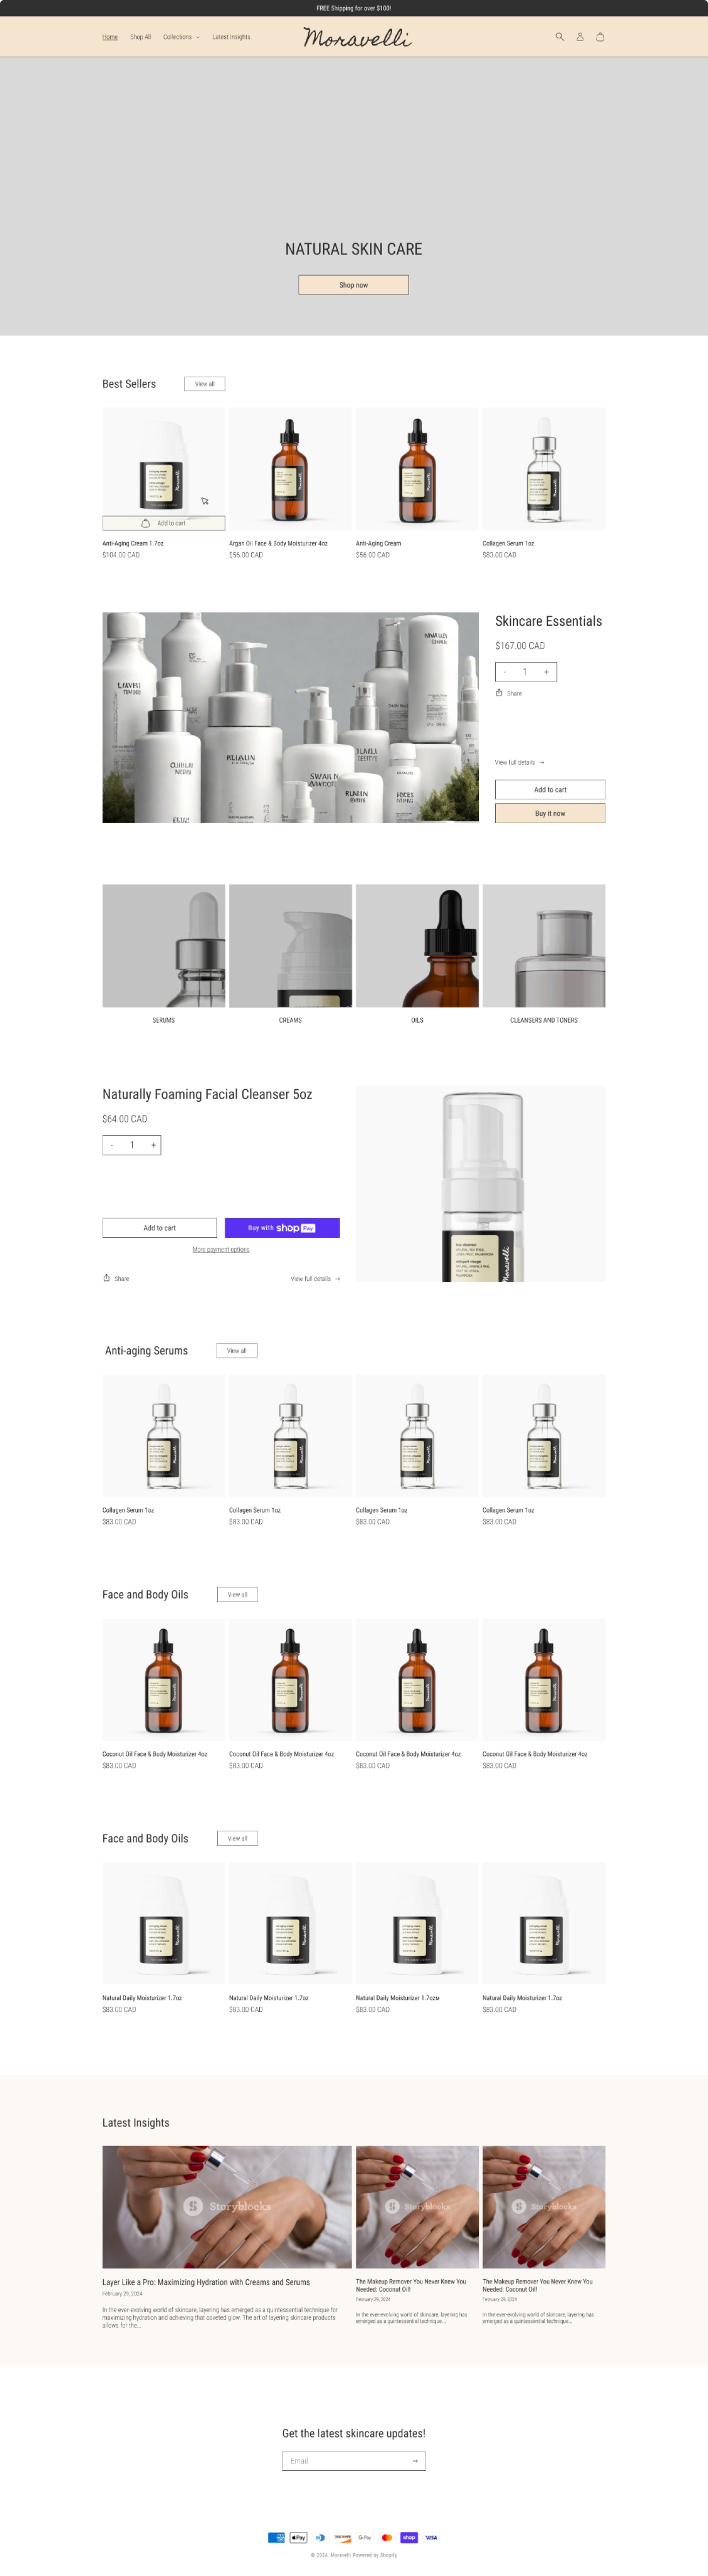 FREE Shipping for over $100!
Home Shop All Collections Latest Insights
Moravelli
NATURAL SKIN CARE
Shop now
Best Sellers View all
Add to cart
Anti-Aging Cream 1.7oz
$104.00 CAD
Argan Oil Face & Body Moisturizer 4oz
$56.00 CAD
Anti-Aging Cream
$56.00 CAD
Collagen Serum 1oz
$83.00 CAD
Skincare Essentials
$167.00 CAD
- 1 +
Share
View full details →
Add to cart
Buy it now
SERUMS
CREAMS
OILS
CLEANSERS AND TONERS
Naturally Foaming Facial Cleanser 5oz
$64.00 CAD
- 1 +
Add to cart
Buy with shop Pay
More payment options
Share
View full details →
Moravelli
Anti-aging Serums View all
Collagen Serum 1oz
$83.00 CAD
Collagen Serum 1oz
$83.00 CAD
Collagen Serum 1oz
$83.00 CAD
Collagen Serum 1oz
$83.00 CAD
Face and Body Oils View all
Coconut Oil Face & Body Moisturizer 4oz
$83.00 CAD
Coconut Oil Face & Body Moisturizer 4oz
$83.00 CAD
Coconut Oil Face & Body Moisturizer 4oz
$83.00 CAD
Coconut Oil Face & Body Moisturizer 4oz
$83.00 CAD
Face and Body Oils View all
Natural Daily Moisturizer 1.7oz
$83.00 CAD
Natural Daily Moisturizer 1.7oz
$83.00 CAD
Natural Daily Moisturizer 1.7ozм
$83.00 CAD
Natural Daily Moisturizer 1.7oz
$83.00 CAD
Latest Insights
Storyblocks
Storyblocks
Storyblocks
Layer Like a Pro: Maximizing Hydration with Creams and Serums
February 29, 2024
In the ever-evolving world of skincare, layering has emerged as a quintessential technique for
maximizing hydration and achieving that coveted glow. The art of layering skincare products
allows for the...
The Makeup Remover You Never Knew You
Needed: Coconut Oil!
February 29, 2024
In the ever-evolving world of skincare, layering has
emerged as a quintessential technique...
The Makeup Remover You Never Knew You
Needed: Coconut Oil!
February 29, 2024
In the ever-evolving world of skincare, layering has
emerged as a quintessential technique...
Get the latest skincare updates!
Email →
Pay DISCOVER G Pay shop VISA
© 2024, Moravelli Powered by Shopify